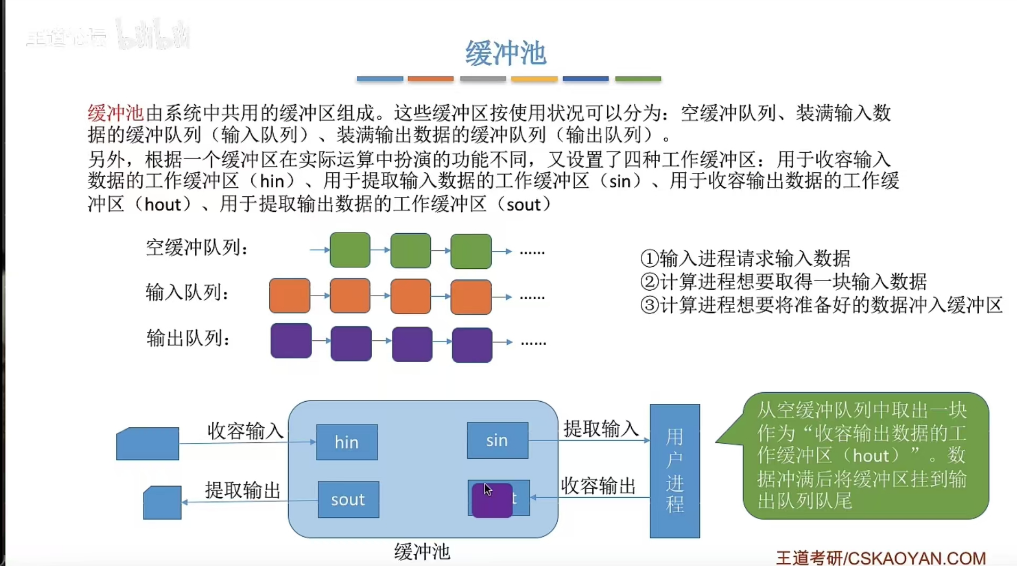 王道考研 bilibili
缓冲池
缓冲池由系统中共用的缓冲区组成。这些缓冲区按使用状况可以分为：空缓冲队列、装满输入数
据的缓冲队列（输入队列）、装满输出数据的缓冲队列（输出队列）。
另外，根据一个缓冲区在实际运算中扮演的功能不同，又设置了四种工作缓冲区：用于收容输入
数据的工作缓冲区（hin）、用于提取输入数据的工作缓冲区（sin）、用于收容输出数据的工作缓
冲区（hout）、用于提取输出数据的工作缓冲区（sout）
空缓冲队列：
......
输入队列：
......
输出队列：
......
①输入进程请求输入数据
②计算进程想要取得一块输入数据
③计算进程想要将准备好的数据冲入缓冲区
收容输入
hin
sin
提取输入
提取输出
sout
t
收容输出
用户进程
缓冲池
从空缓冲队列中取出一块
作为“收容输出数据的工
作缓冲区（hout）”。数
据冲满后将缓冲区挂到输
出队列队尾
王道考研/CSKAOYAN.COM